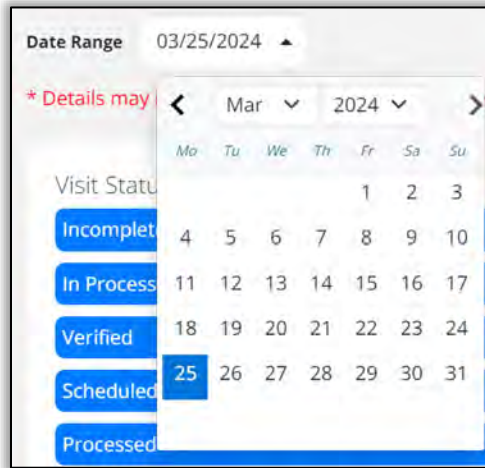 Date Range 03/25/2024
* Details may
Mar 2024
Mo Tu We Th Fr Sa Su
Visit Statu
1 2 3
Incomplet
4 5 6 7 8 9 10
In Process
11 12 13 14 15 16 17
Verified
18 19 20 21 22 23 24
Scheduled
25 26 27 28 29 30 31
Processed